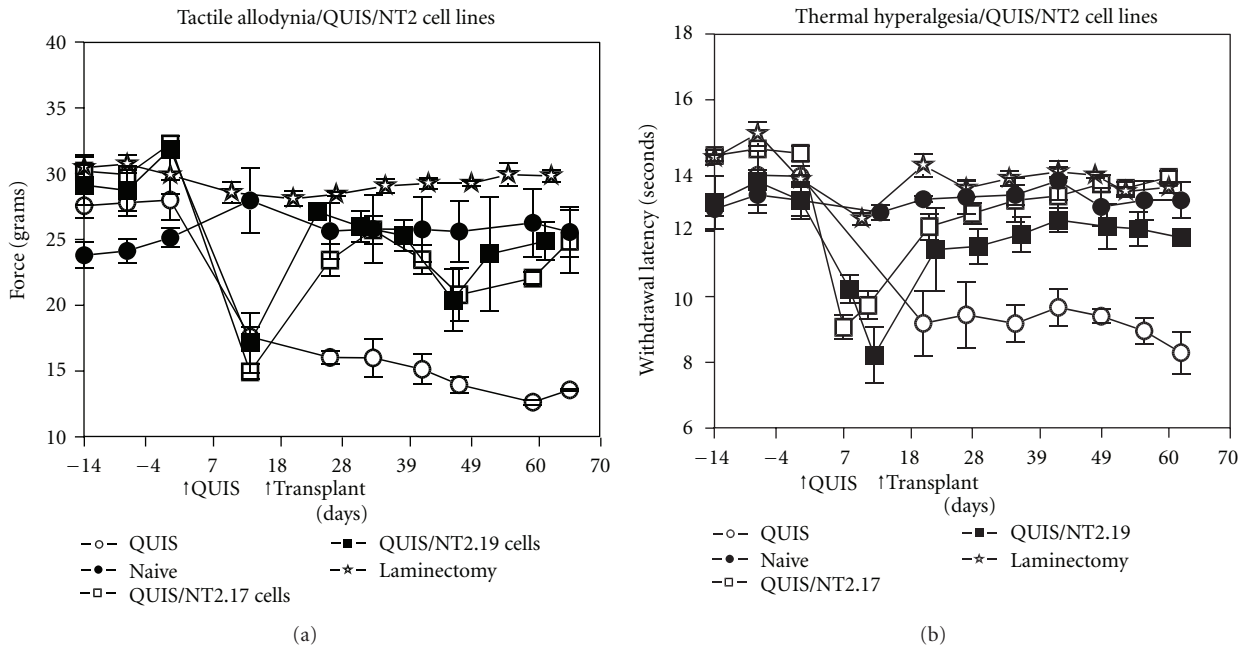 Tactile allodynia/QUIS/NT2 cell lines
40
35
30
25
20
15
10
Force (grams)
−14 −4 7 18 28 39 49 60 70
↑QUIS ↑Transplant
(days)
QUIS
Naive
QUIS/NT2.17 cells
QUIS/NT2.19 cells
Laminectomy
(a)
Thermal hyperalgesia/QUIS/NT2 cell lines
18
16
14
12
10
8
6
Withdrawal latency (seconds)
−14 −4 7 18 28 39 49 60 70
↑QUIS ↑Transplant
(days)
QUIS
Naive
QUIS/NT2.17
QUIS/NT2.19
Laminectomy
(b)